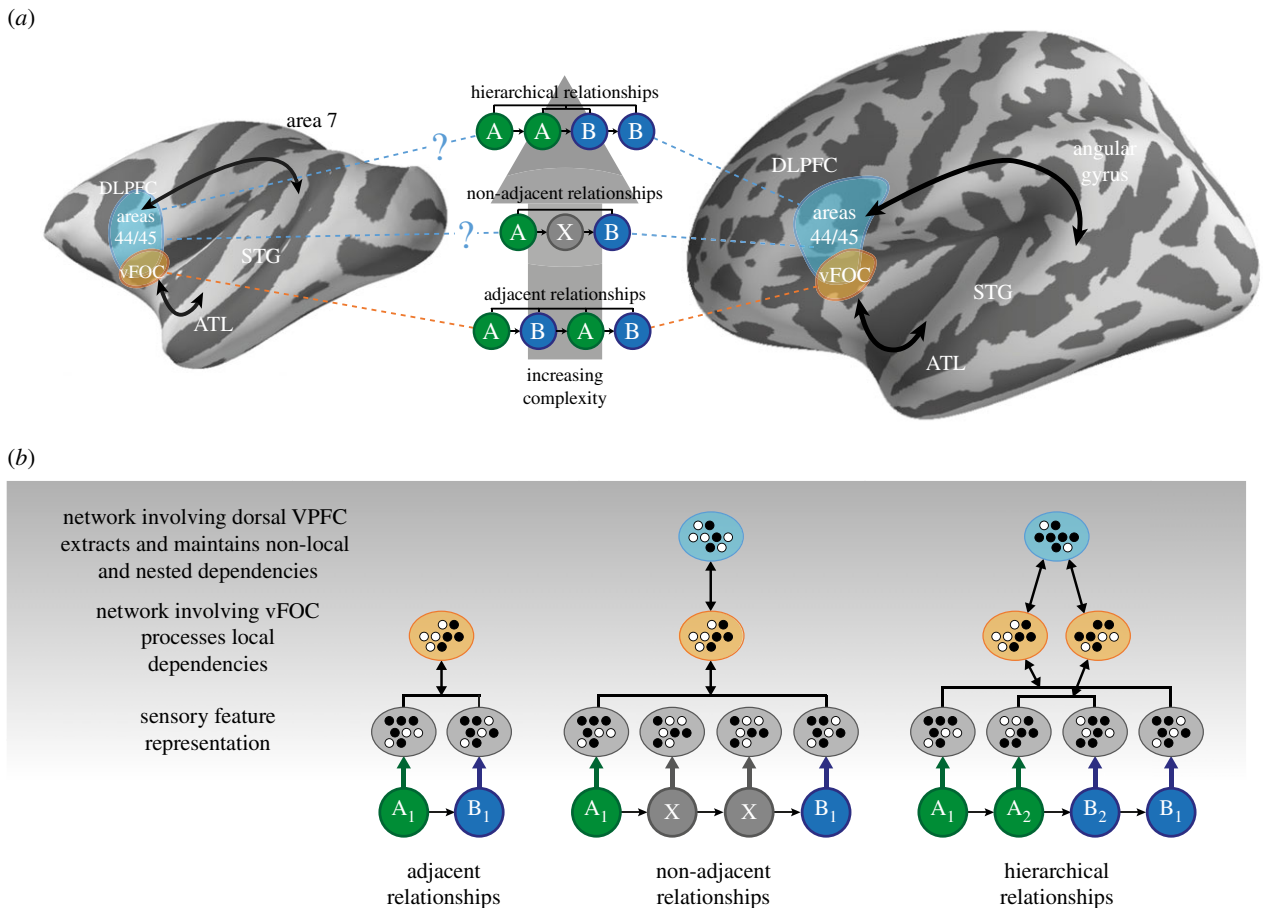 (a)
hierarchical relationships
A A B B
area 7
?
DLPFC
areas
44/45
vFOC
STG
ATL
non-adjacent relationships
?
A X B
adjacent relationships
A B A B
increasing
complexity
DLPFC
angular
gyrus
areas
44/45
vFOC
STG
ATL
(b)
network involving dorsal VPFC
extracts and maintains non-local
and nested dependencies
network involving vFOC
processes local
dependencies
sensory feature
representation
A1 B1
adjacent
relationships
A1 X X B1
non-adjacent
relationships
A1 A2 B2 B1
hierarchical
relationships